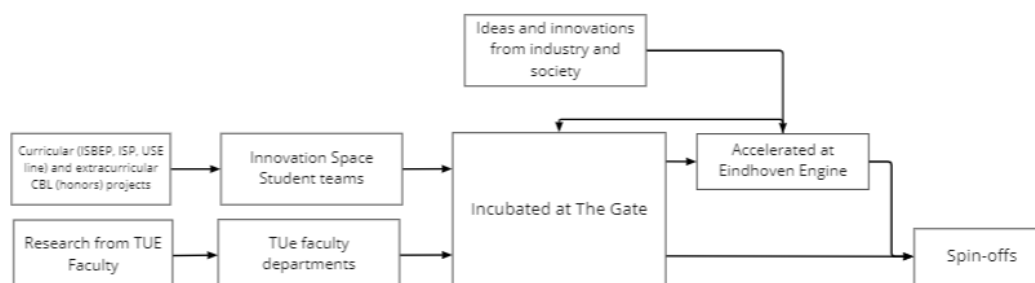 Ideas and innovations
from industry and
society
Curricular (ISBEP, ISP, USE
line) and extracurricular
CBL (honors) projects
Innovation Space
Student teams
Incubated at The Gate
Accelerated at
Eindhoven Engine
Research from TUE
Faculty
TUe faculty
departments
Spin-offs